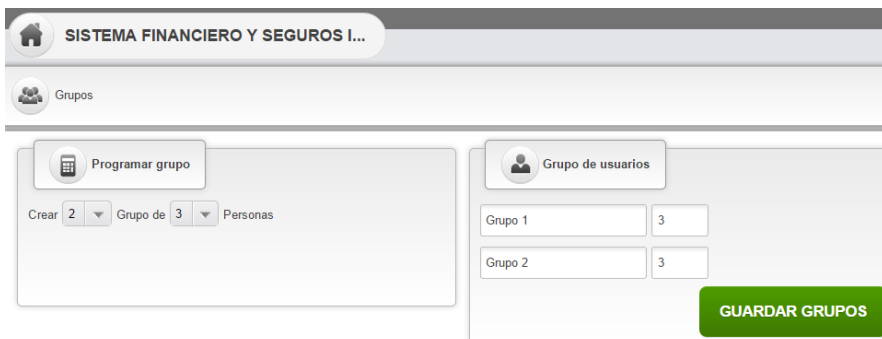 SISTEMA FINANCIERO Y SEGUROS I...
Grupos
Programar grupo
Crear 2 Grupo de 3 Personas
Grupo de usuarios
Grupo 1 3
Grupo 2 3
GUARDAR GRUPOS